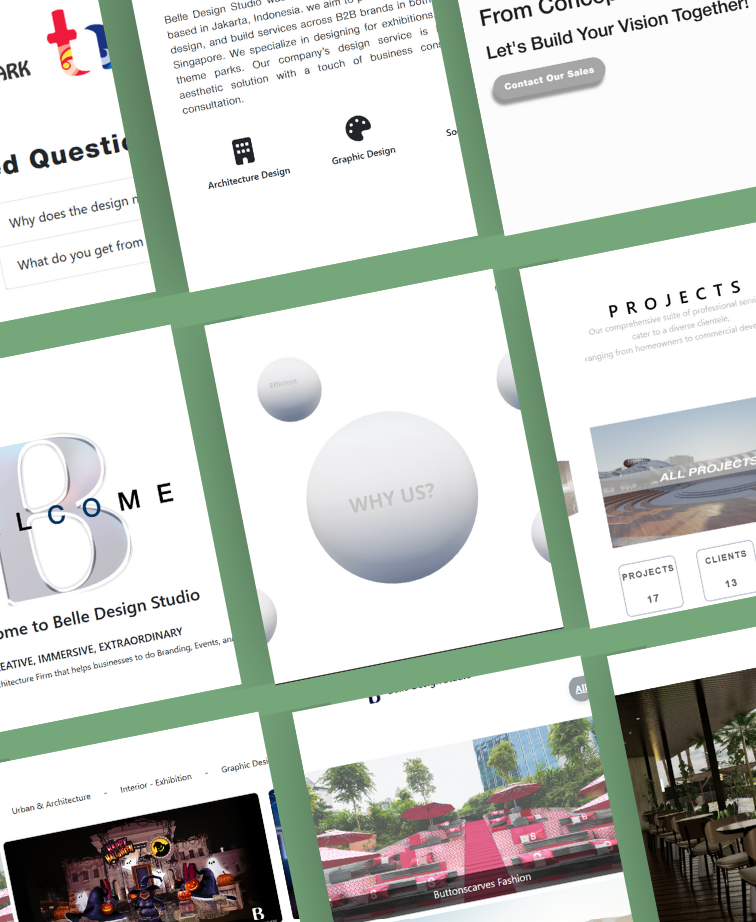 ARK
ed Questio
Why does the design
What do you get from
Belle Design Studio
based in Jakarta, Indonesia. we aim to
design, and build services across B2B brands in both
Singapore. We specialize in designing for exhibitions
theme parks. Our company's design service is
aesthetic solution with a touch of business
consultation.
Architecture Design
Graphic Design
So
From Concep
Let's Build Your Vision Together!
Contact Our Sales
B
L C O M E
ome to Belle Design Studio
EATIVE, IMMERSIVE, EXTRAORDINARY
chitecture Firm that helps businesses to do Branding, Events, and
Efficient
WHY US?
PROJECTS
Our comprehensive suite of professional servi
cater to a diverse clientele,
ranging from homeowners to commercial deve
ALL PROJECTS
PROJECTS
17
CLIENTS
13
Urban & Architecture - Interior - Exhibition - Graphic Desi
HAPPY
HALLOWEEN
B
All
Buttonscarves Fashion